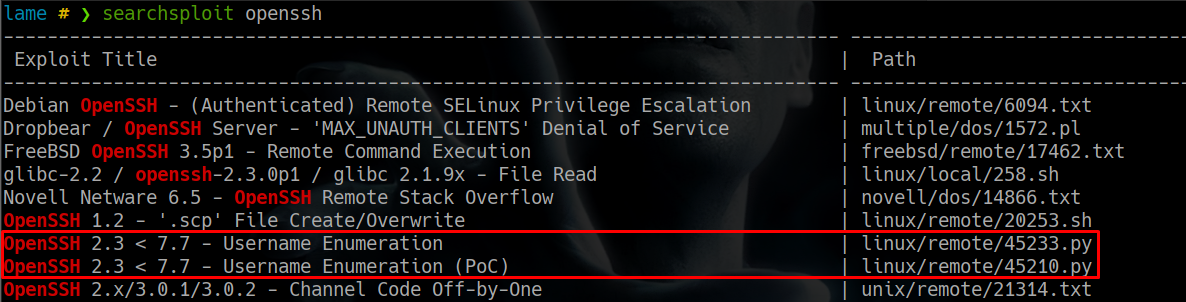 lame # ❯ searchsploit openssh
Exploit Title | Path
Debian OpenSSH - (Authenticated) Remote SELinux Privilege Escalation | linux/remote/6094.txt
Dropbear / OpenSSH Server - 'MAX_UNAUTH_CLIENTS' Denial of Service | multiple/dos/1572.pl
FreeBSD OpenSSH 3.5p1 - Remote Command Execution | freebsd/remote/17462.txt
glibc-2.2 / openssh-2.3.0p1 / glibc 2.1.9x - File Read | linux/local/258.sh
Novell Netware 6.5 - OpenSSH Remote Stack Overflow | novell/dos/14866.txt
OpenSSH 1.2 - '.scp' File Create/Overwrite | linux/remote/20253.sh
OpenSSH 2.3 < 7.7 - Username Enumeration | linux/remote/45233.py
OpenSSH 2.3 < 7.7 - Username Enumeration (PoC) | linux/remote/45210.py
OpenSSH 2.x/3.0.1/3.0.2 - Channel Code Off-by-One | unix/remote/21314.txt